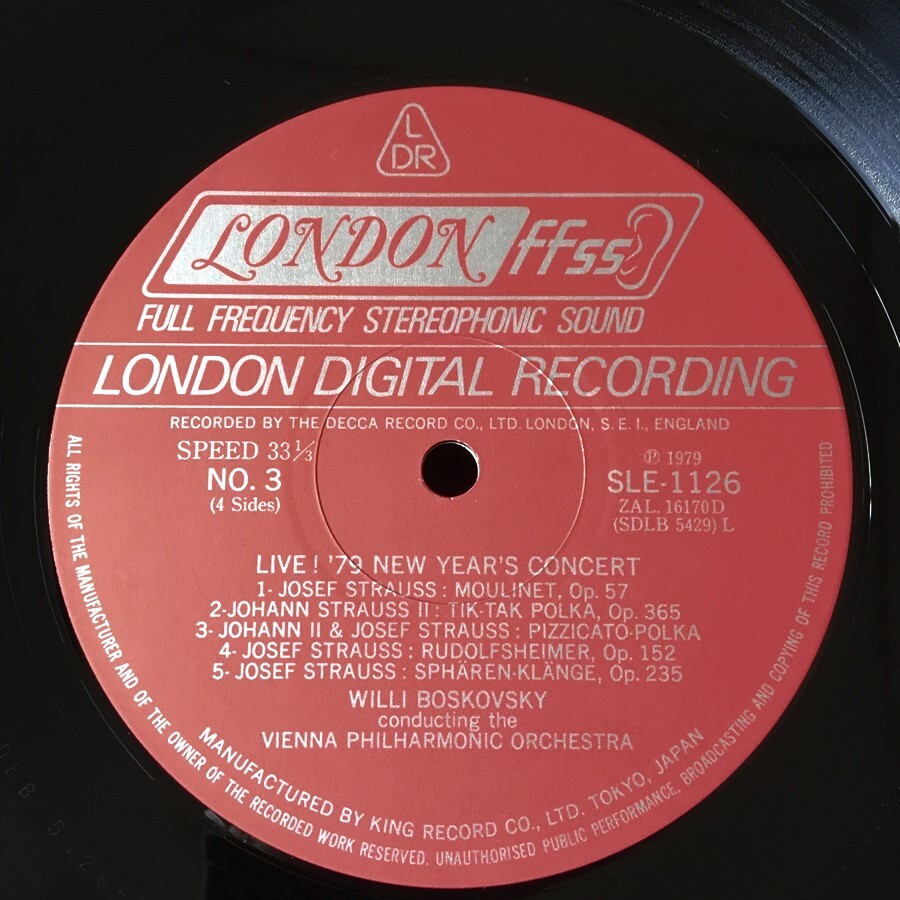 L
DR
LONDON ffss
FULL FREQUENCY STEREOPHONIC SOUND
LONDON DIGITAL RECORDING
RECORDED BY THE DECCA RECORD CO., LTD. LONDON, S. E. I., ENGLAND
SPEED 33 1/3
NO. 3
(4 Sides)
℗ 1979
SLE-1126
ZAL. 16170D
(SDLB 5429) L
LIVE! '79 NEW YEAR'S CONCERT
1- JOSEF STRAUSS : MOULINET, Op. 57
2-JOHANN STRAUSS II : TIK-TAK POLKA, Op. 365
3- JOHANN II & JOSEF STRAUSS : PIZZICATO-POLKA
4- JOSEF STRAUSS : RUDOLFSHEIMER, Op. 152
5- JOSEF STRAUSS : SPHÄREN-KLÄNGE, Op. 235
WILLI BOSKOVSKY
conducting the
VIENNA PHILHARMONIC ORCHESTRA
MANUFACTURED BY KING RECORD CO., LTD. TOKYO, JAPAN
ALL RIGHTS OF THE MANUFACTURER AND OF THE OWNER OF THE RECORDED WORK RESERVED. UNAUTHORISED PUBLIC PERFORMANCE, BROADCASTING AND COPYING OF THIS RECORD PROHIBITED